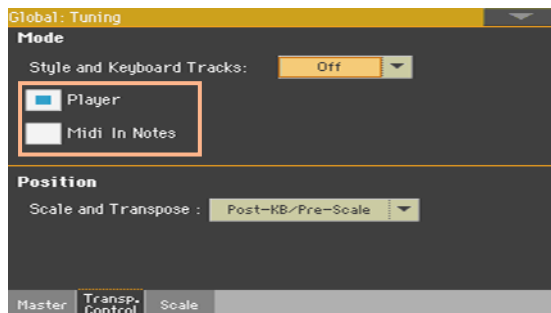 Global: Tuning
Mode
Style and Keyboard Tracks: Off
Player
Midi In Notes
Position
Scale and Transpose : Post-KB/Pre-Scale
Master Transp. Control Scale